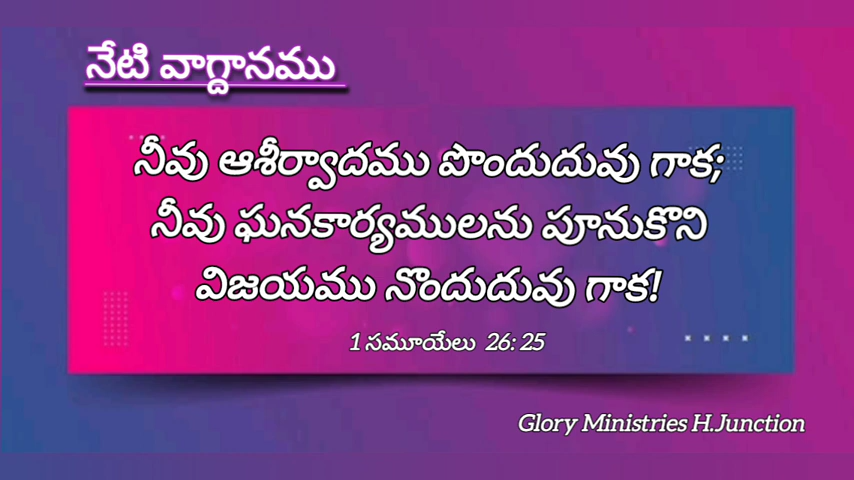 నేటి వాగ్దానము
నీవు ఆశీర్వాదము పొందుదువు గాక;
నీవు ఘనకార్యములను పూనుకొని
విజయము నొందుదువు గాక!
1 సమూయేలు 26: 25
Glory Ministries H.Junction